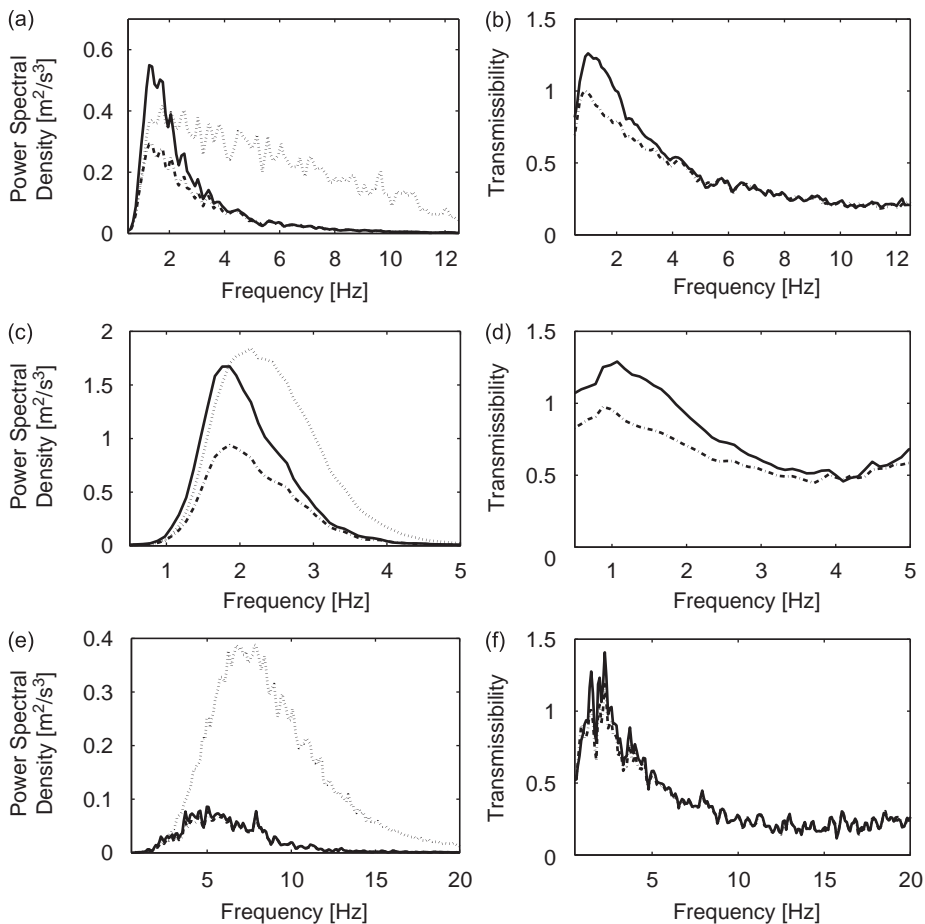 (a)
Power Spectral
Density [m²/s³]
0.6
0.4
0.2
0
2 4 6 8 10 12
Frequency [Hz]
(b)
Transmissibility
1.5
1
0.5
0
2 4 6 8 10 12
Frequency [Hz]
(c)
Power Spectral
Density [m²/s³]
2
1.5
1
0.5
0
1 2 3 4 5
Frequency [Hz]
(d)
Transmissibility
1.5
1
0.5
0
1 2 3 4 5
Frequency [Hz]
(e)
Power Spectral
Density [m²/s³]
0.4
0.3
0.2
0.1
0
5 10 15 20
Frequency [Hz]
(f)
Transmissibility
1.5
1
0.5
0
5 10 15 20
Frequency [Hz]